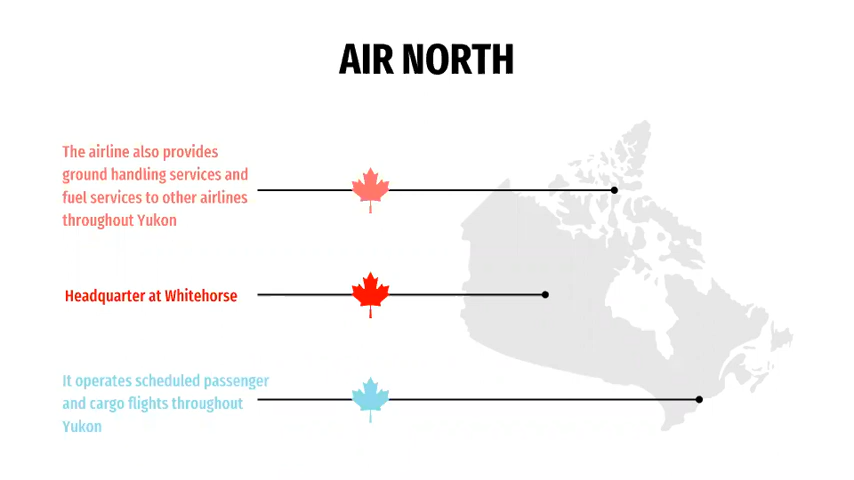 AIR NORTH
The airline also provides
ground handling services and
fuel services to other airlines
throughout Yukon
Headquarter at Whitehorse
It operates scheduled passenger
and cargo flights throughout
Yukon